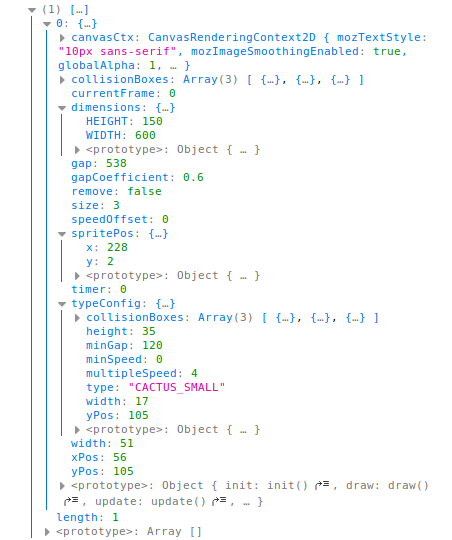 (1) […]
0: {…}
canvasCtx: CanvasRenderingContext2D { mozTextStyle:
"10px sans-serif", mozImageSmoothingEnabled: true,
globalAlpha: 1, … }
collisionBoxes: Array(3) [ {…}, {…}, {…} ]
currentFrame: 0
dimensions: {…}
HEIGHT: 150
WIDTH: 600
<prototype>: Object { … }
gap: 538
gapCoefficient: 0.6
remove: false
size: 3
speedOffset: 0
spritePos: {…}
x: 228
y: 2
<prototype>: Object { … }
timer: 0
typeConfig: {…}
collisionBoxes: Array(3) [ {…}, {…}, {…} ]
height: 35
minGap: 120
minSpeed: 0
multipleSpeed: 4
type: "CACTUS_SMALL"
width: 17
yPos: 105
<prototype>: Object { … }
width: 51
xPos: 56
yPos: 105
<prototype>: Object { init: init() , draw: draw()
, update: update() , … }
length: 1
<prototype>: Array []